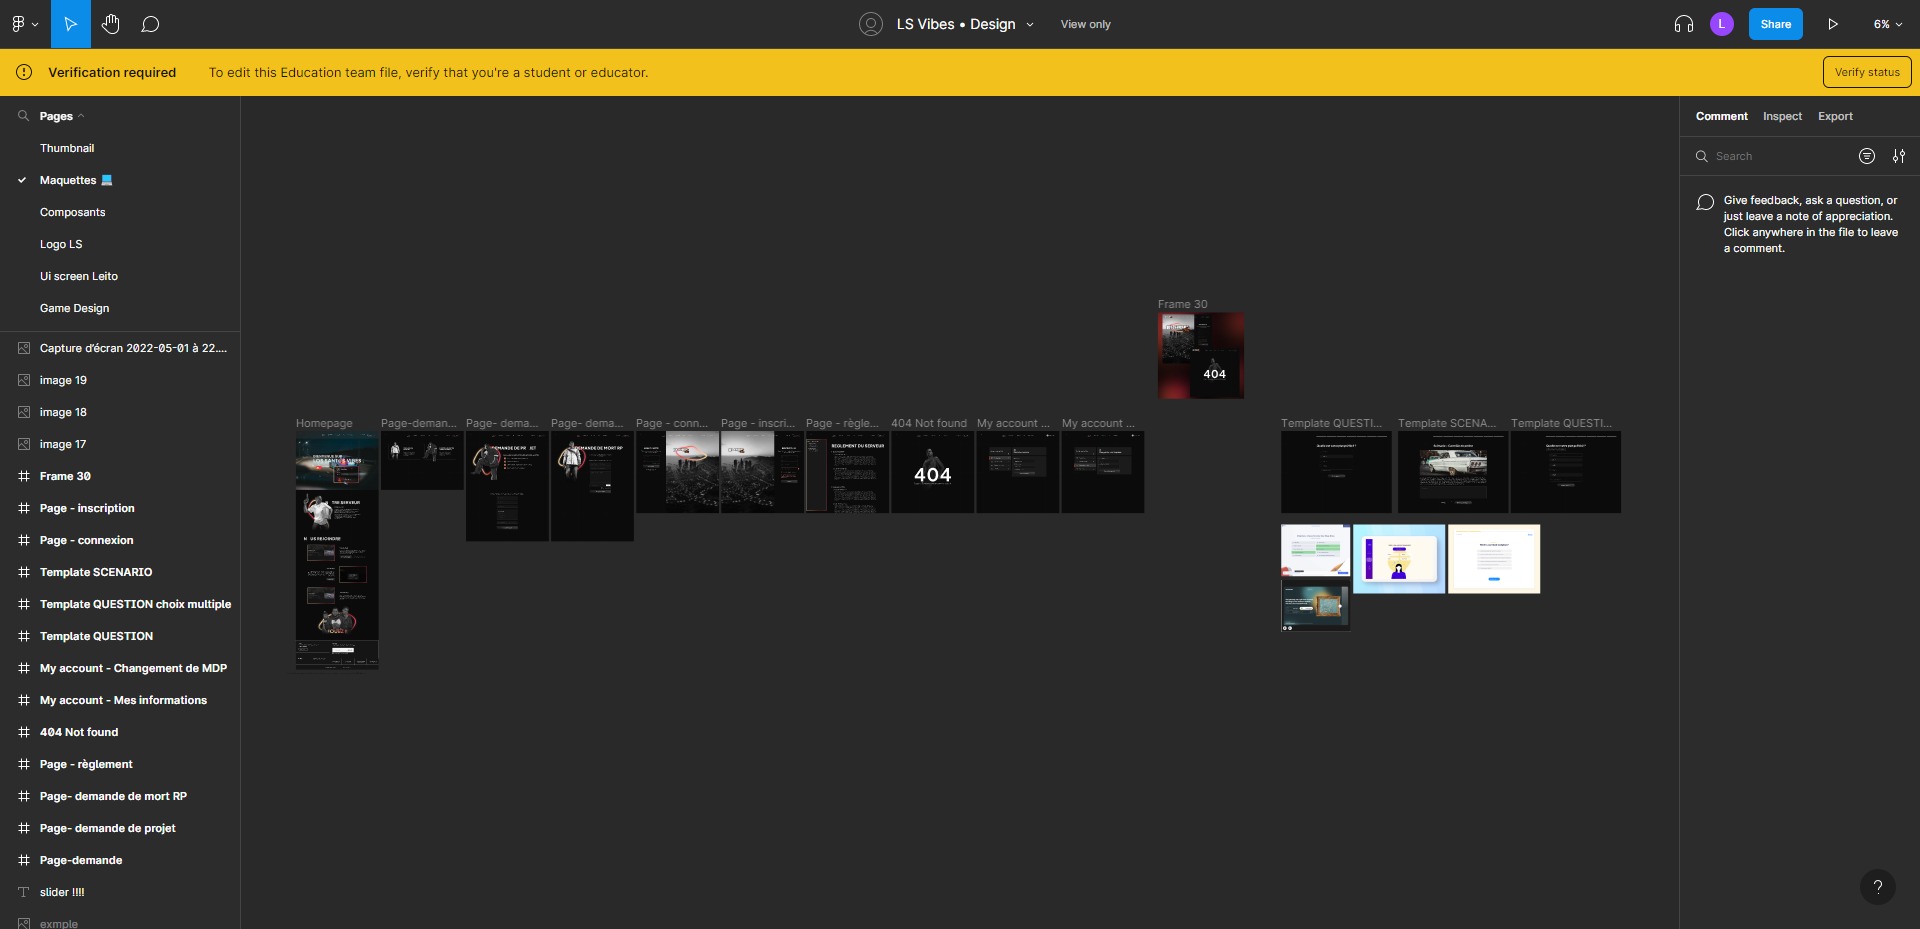 LS Vibes • Design
View only
L
Share
6%
Verification required
To edit this Education team file, verify that you're a student or educator.
Verify status
Pages
Thumbnail
Maquettes
Composants
Logo LS
Ui screen Leito
Game Design
Capture d'écran 2022-05-01 à 22....
image 19
image 18
image 17
Frame 30
Page - inscription
Page - connexion
Template SCENARIO
Template QUESTION choix multiple
Template QUESTION
My account - Changement de MDP
My account - Mes informations
404 Not found
Page - règlement
Page- demande de mort RP
Page- demande de projet
Page-demande
slider !!!!
exmple
Frame 30
404
Homepage
Page-deman...
Page- dema...
Page- dema...
Page - conn...
Page - inscri...
Page - règle...
404 Not found
My account ...
My account ...
Template QUESTI...
Template SCENA...
Template QUESTI...
REGLEMENT DU SERVEUR
404
Comment
Inspect
Export
Search
Give feedback, ask a question, or
just leave a note of appreciation.
Click anywhere in the file to leave
a comment.
?